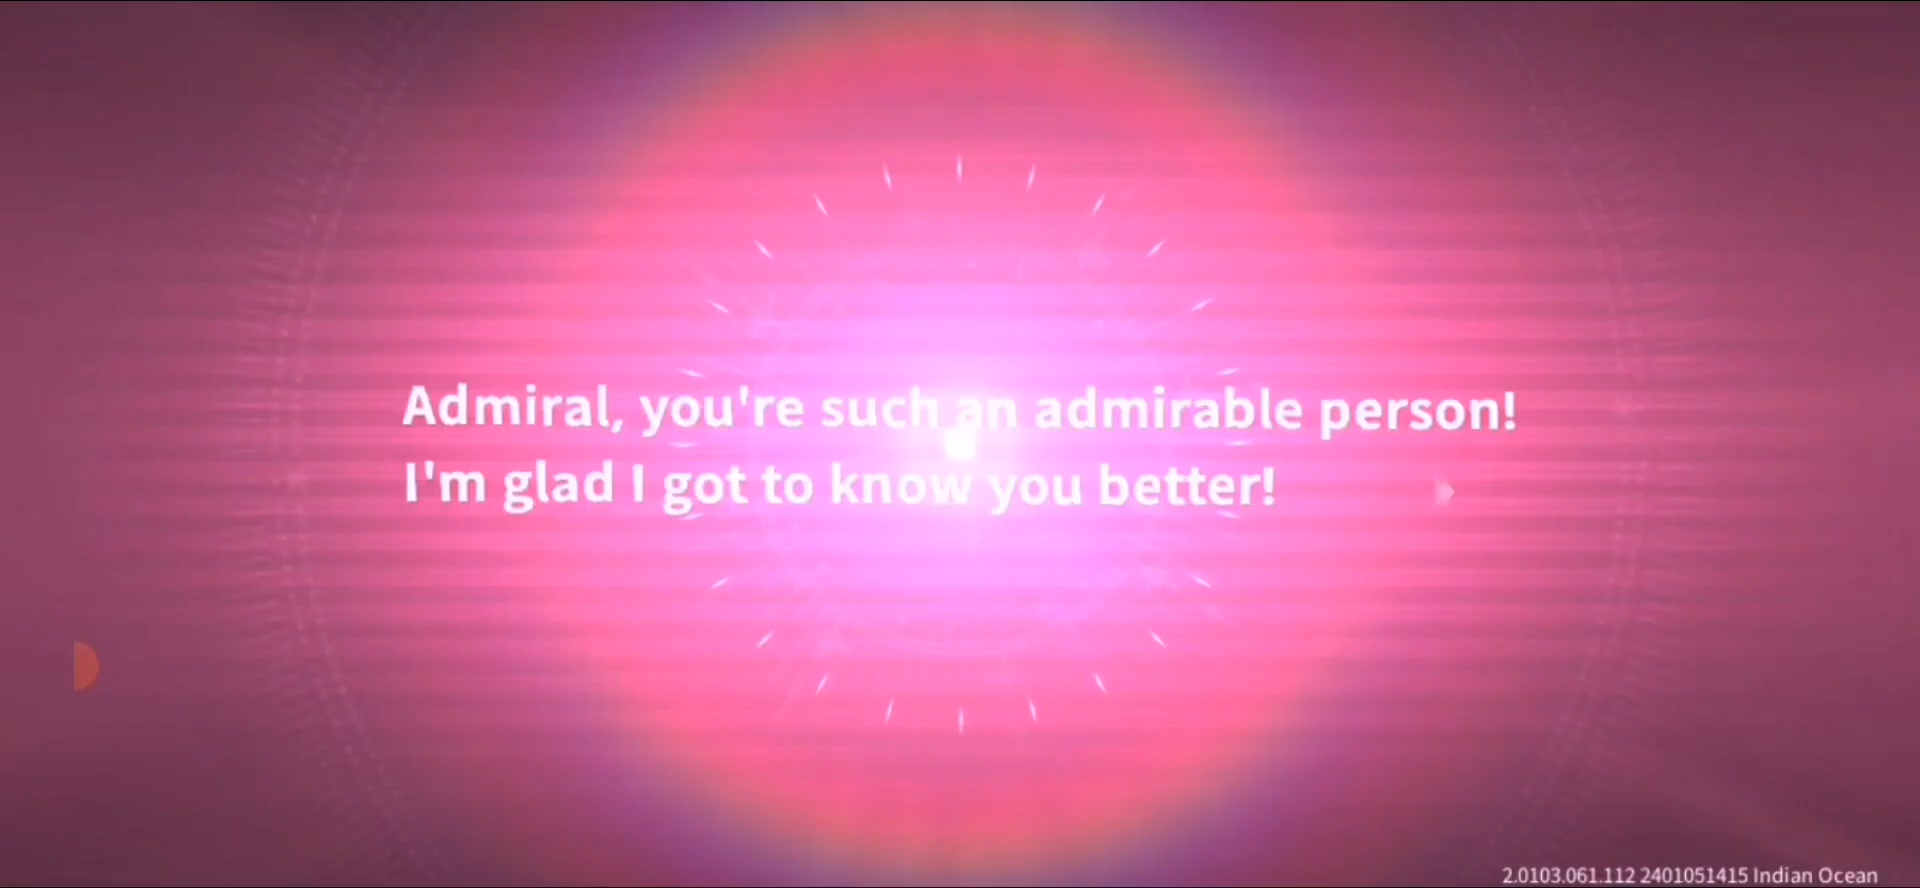 Admiral, you're such an admirable person!
I'm glad I got to know you better!
2.0103.061.112 2401051415 Indian Ocean